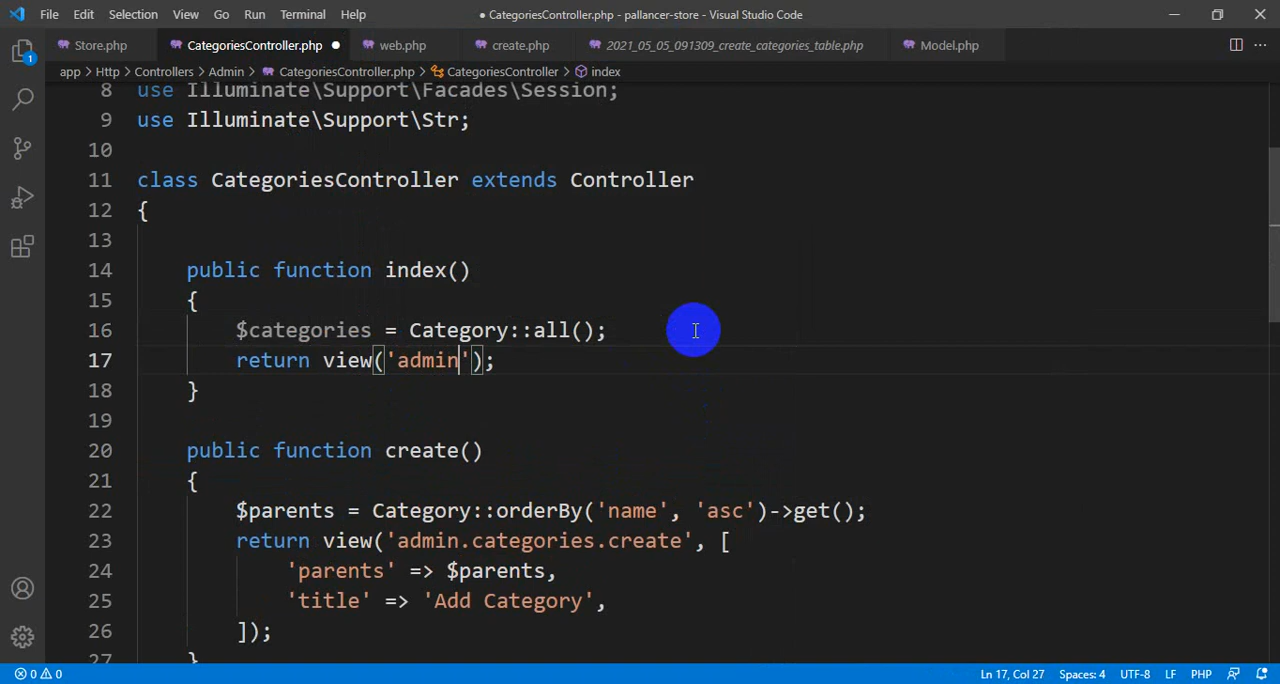 File Edit Selection View Go Run Terminal Help
● CategoriesController.php - pallancer-store - Visual Studio Code
Store.php CategoriesController.php ● web.php create.php 2021_05_05_091309_create_categories_table.php Model.php
app > Http > Controllers > Admin > CategoriesController.php > CategoriesController > index
8 use Illuminate\Support\Facades\Session;
9 use Illuminate\Support\Str;
10
11 class CategoriesController extends Controller
12 {
13
14 public function index()
15 {
16 $categories = Category::all();
17 return view('admin');
18 }
19
20 public function create()
21 {
22 $parents = Category::orderBy('name', 'asc')->get();
23 return view('admin.categories.create', [
24 'parents' => $parents,
25 'title' => 'Add Category',
26 ]);
27 }
1
0 0 Ln 17, Col 27 Spaces: 4 UTF-8 LF PHP